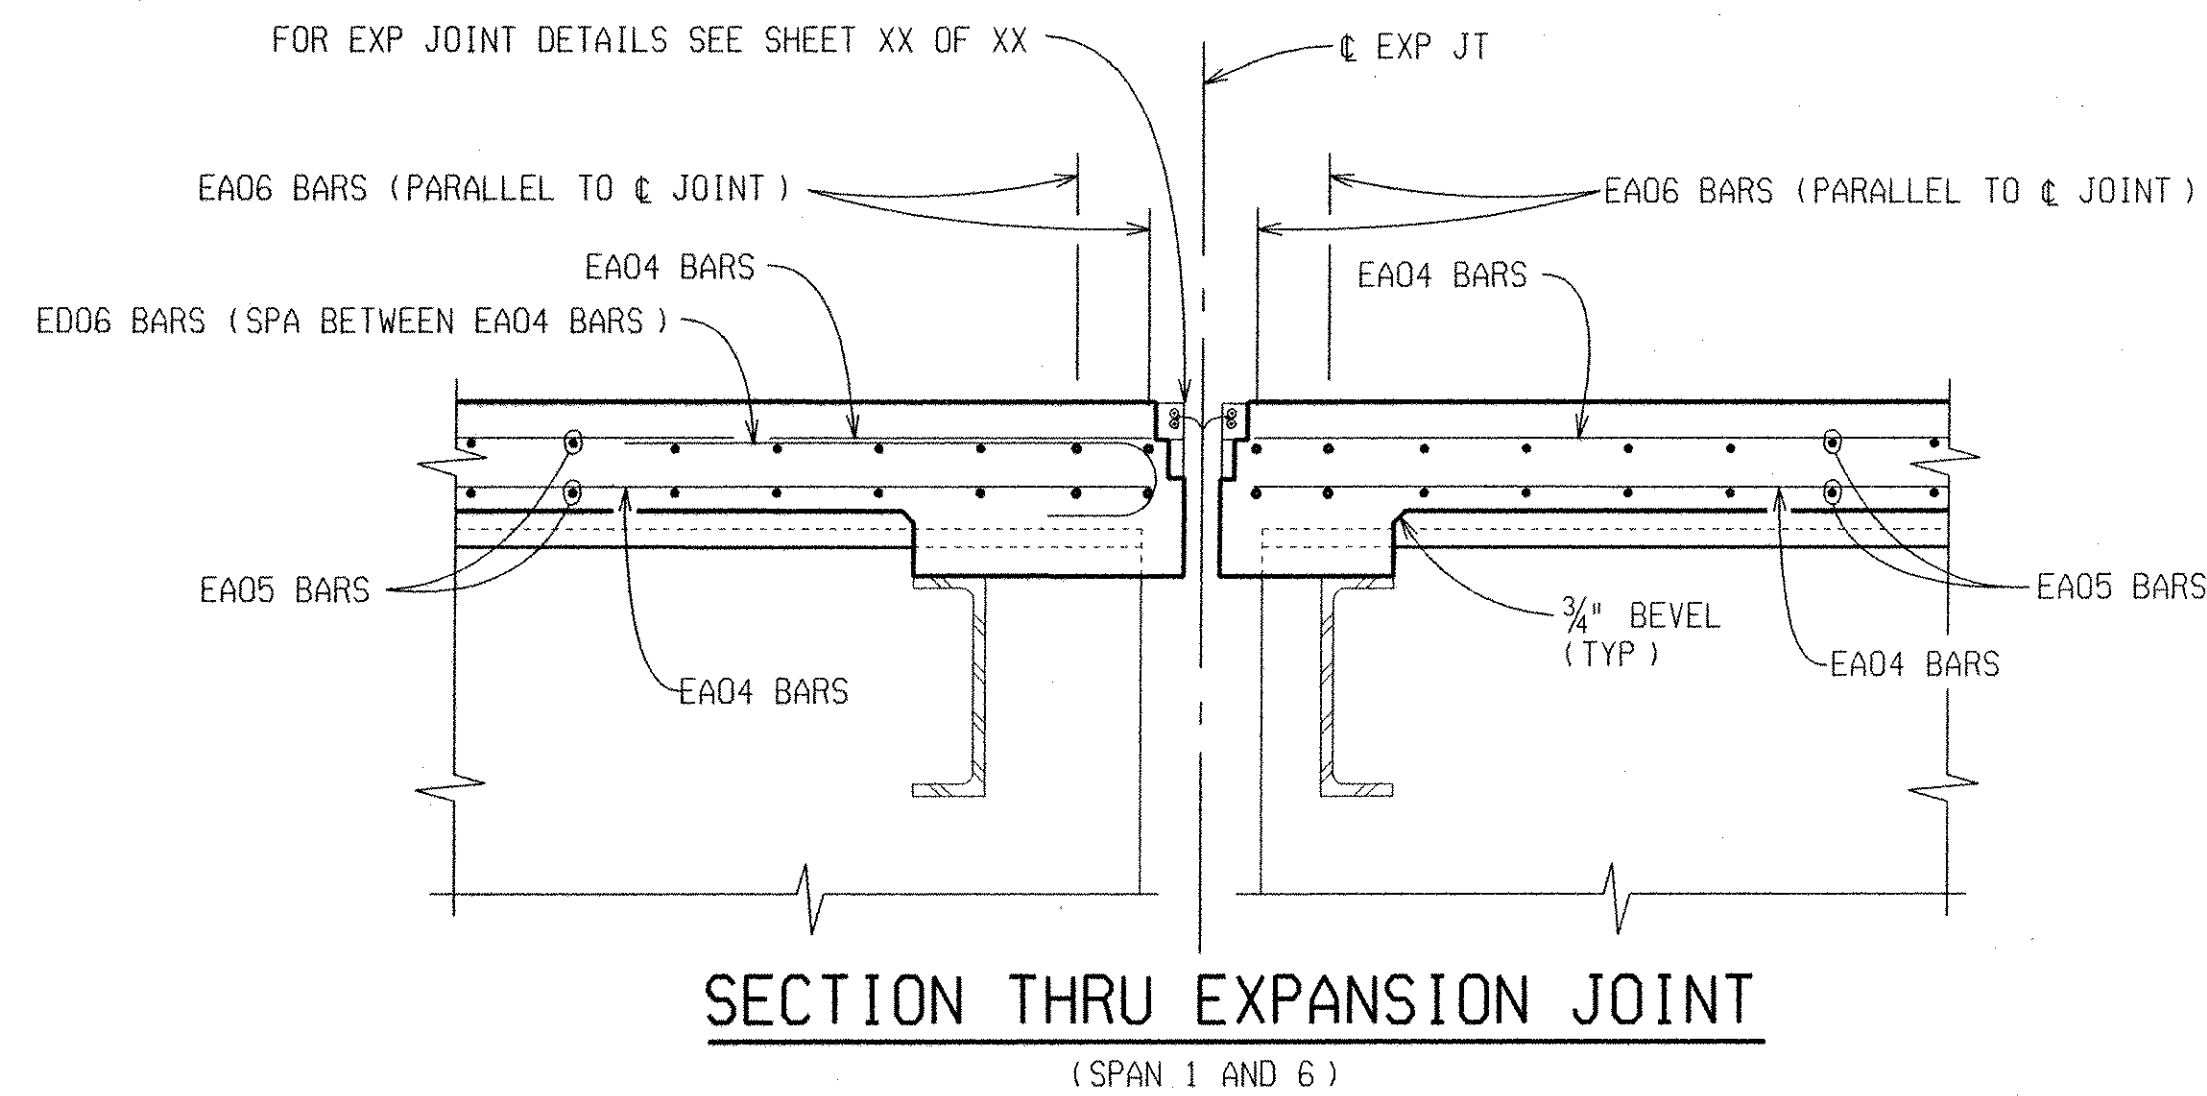 FOR EXP JOINT DETAILS SEE SHEET XX OF XX
℄ EXP JT
EA06 BARS (PARALLEL TO ℄ JOINT)
EA06 BARS (PARALLEL TO ℄ JOINT)
EA04 BARS
EA04 BARS
ED06 BARS (SPA BETWEEN EA04 BARS)
EA05 BARS
EA05 BARS
3/4" BEVEL
(TYP)
EA04 BARS
EA04 BARS
SECTION THRU EXPANSION JOINT
(SPAN 1 AND 6)